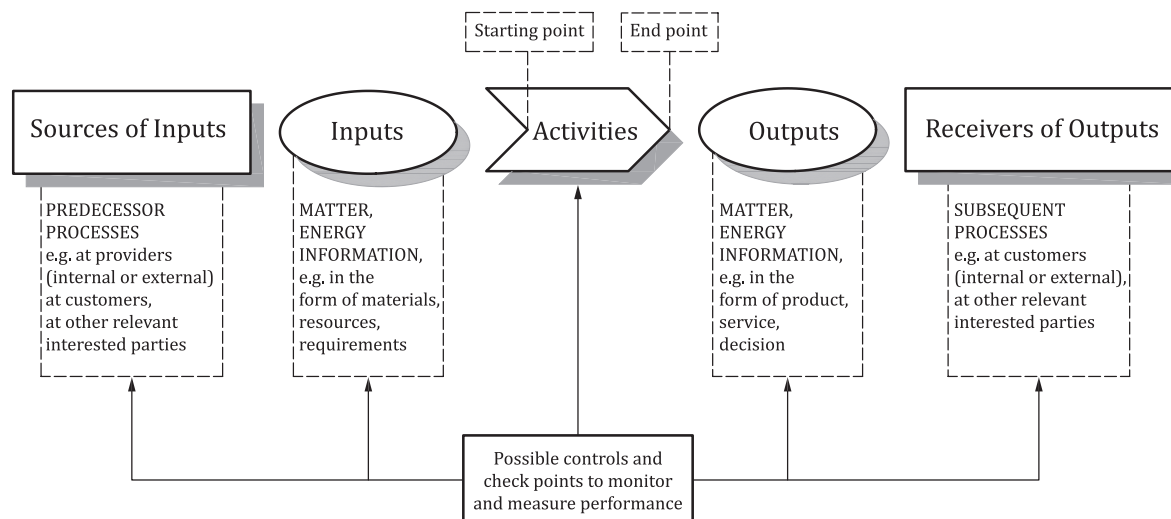 Starting point
End point
Sources of Inputs
Inputs
Activities
Outputs
Receivers of Outputs
PREDECESSOR
PROCESSES
e.g. at providers
(internal or external)
at customers,
at other relevant
interested parties
MATTER,
ENERGY
INFORMATION,
e.g. in the
form of materials,
resources,
requirements
MATTER,
ENERGY
INFORMATION,
e.g. in the
form of product,
service,
decision
SUBSEQUENT
PROCESSES
e.g. at customers
(internal or external),
at other relevant
interested parties
Possible controls and
check points to monitor
and measure performance